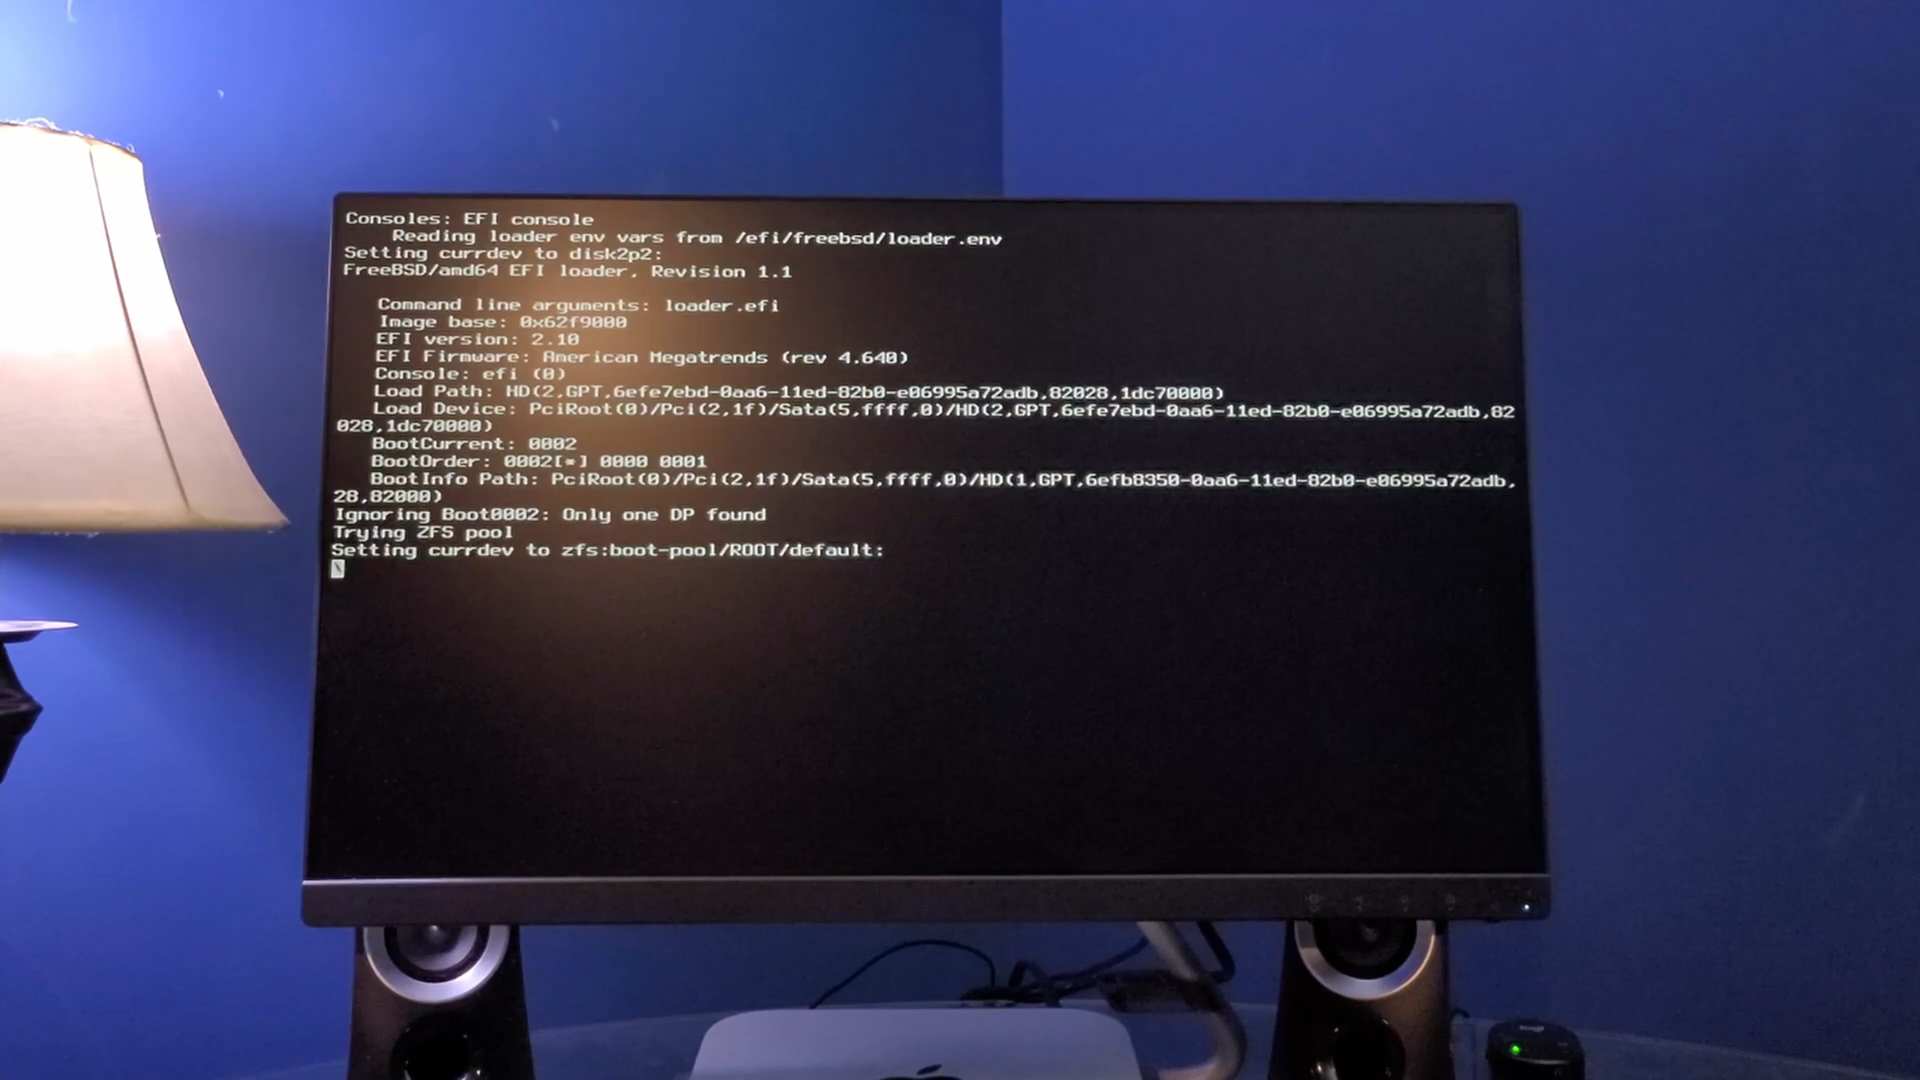 Consoles: EFI console
Reading loader env vars from /efi/freebsd/loader.env
Setting currdev to disk2p2:
FreeBSD/amd64 EFI loader, Revision 1.1
Command line arguments: loader.efi
Image base: 0x62f9000
EFI version: 2.10
EFI Firmware: American Megatrends (rev 4.640)
Console: efi (0)
Load Path: HD(2,GPT,6efe7ebd-0aa6-11ed-82b0-e06995a72adb,82028,1dc70000)
Load Device: PciRoot(0)/Pci(2,1f)/Sata(5,ffff,0)/HD(2,GPT,6efe7ebd-0aa6-11ed-82b0-e06995a72adb,82
028,1dc70000)
BootCurrent: 0002
BootOrder: 0002[*] 0000 0001
BootInfo Path: PciRoot(0)/Pci(2,1f)/Sata(5,ffff,0)/HD(1,GPT,6efb8350-0aa6-11ed-82b0-e06995a72adb,
28,82000)
Ignoring Boot0002: Only one DP found
Trying ZFS pool
Setting currdev to zfs:boot-pool/ROOT/default:
\